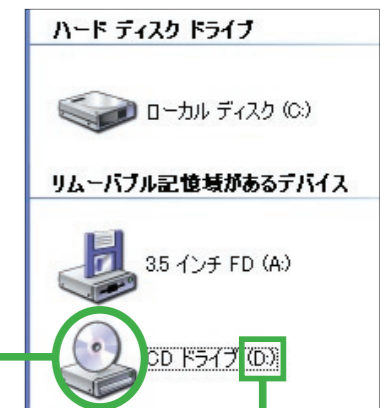 ハード ディスク ドライブ
ローカル ディスク (C:)
リムーバブル記憶域があるデバイス
3.5 インチ FD (A:)
CD ドライブ (D:)